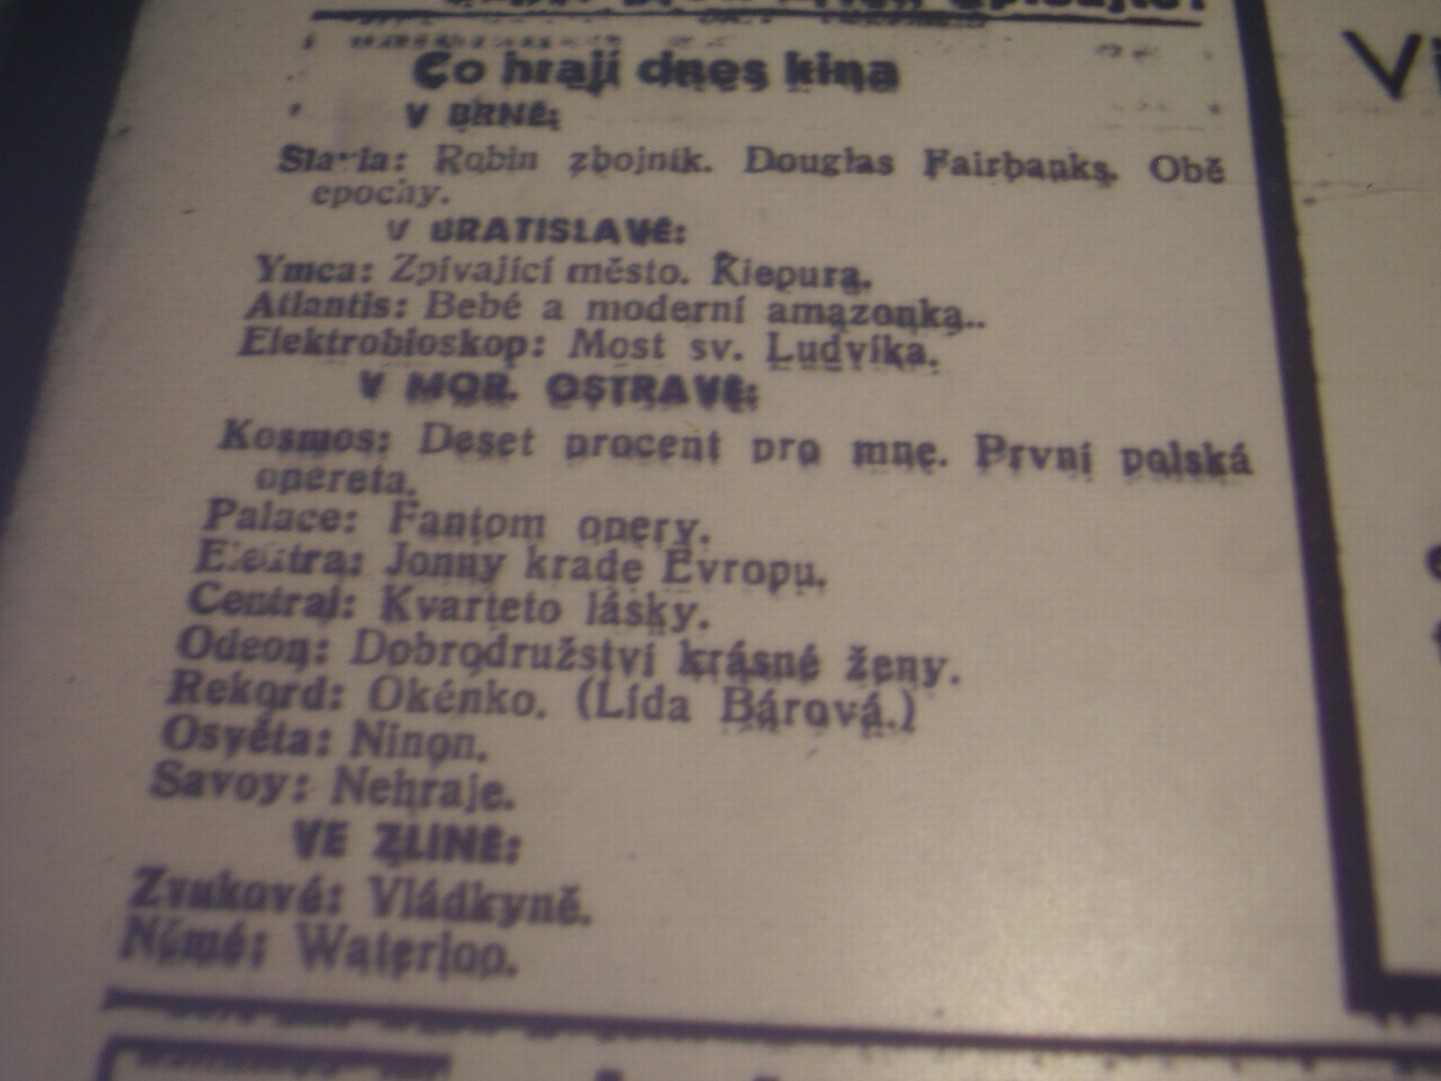 Co hrají dnes kina
V BRNĚ:
Slavia: Robin zbojník. Douglas Fairbanks. Obě
epochy.
V BRATISLAVĚ:
Ymca: Zpívající město. Kiepura.
Atlantis: Bebé a moderní amazonka..
Elektrobioskop: Most sv. Ludvíka.
V MOR. OSTRAVĚ:
Kosmos: Deset procent pro mne. První polská
opereta.
Palace: Fantom opery.
Elektra: Jonny krade Evropu.
Central: Kvarteto lásky.
Odeon: Dobrodružství krásné ženy.
Rekord: Okénko. (Lída Bárová.)
Osvěta: Ninon.
Savoy: Nehraje.
VE ZLINĚ:
Zvukové: Vládkyně.
Němé: Waterloo.